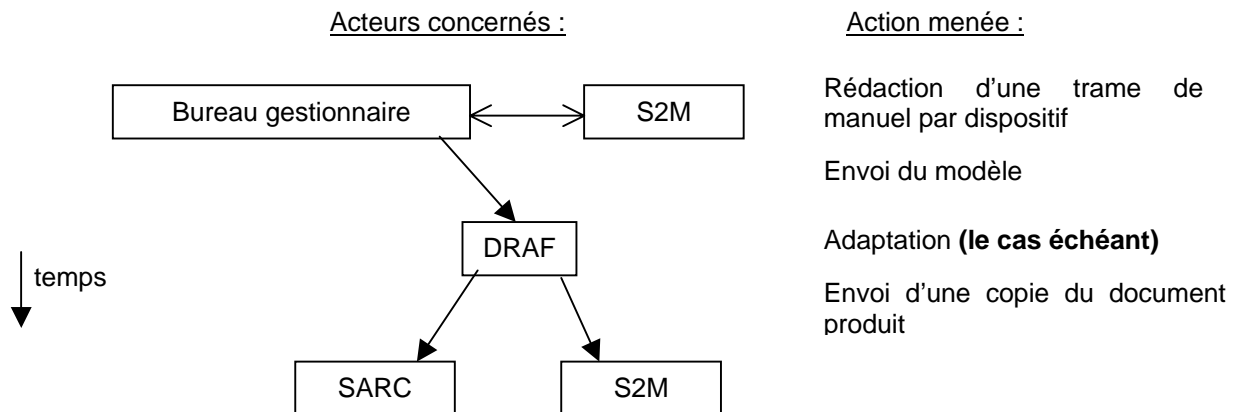 Acteurs concernés :
Action menée :
Bureau gestionnaire
S2M
Rédaction d’une trame de
manuel par dispositif
Envoi du modèle
DRAF
Adaptation (le cas échéant)
temps
Envoi d’une copie du document
produit
SARC
S2M